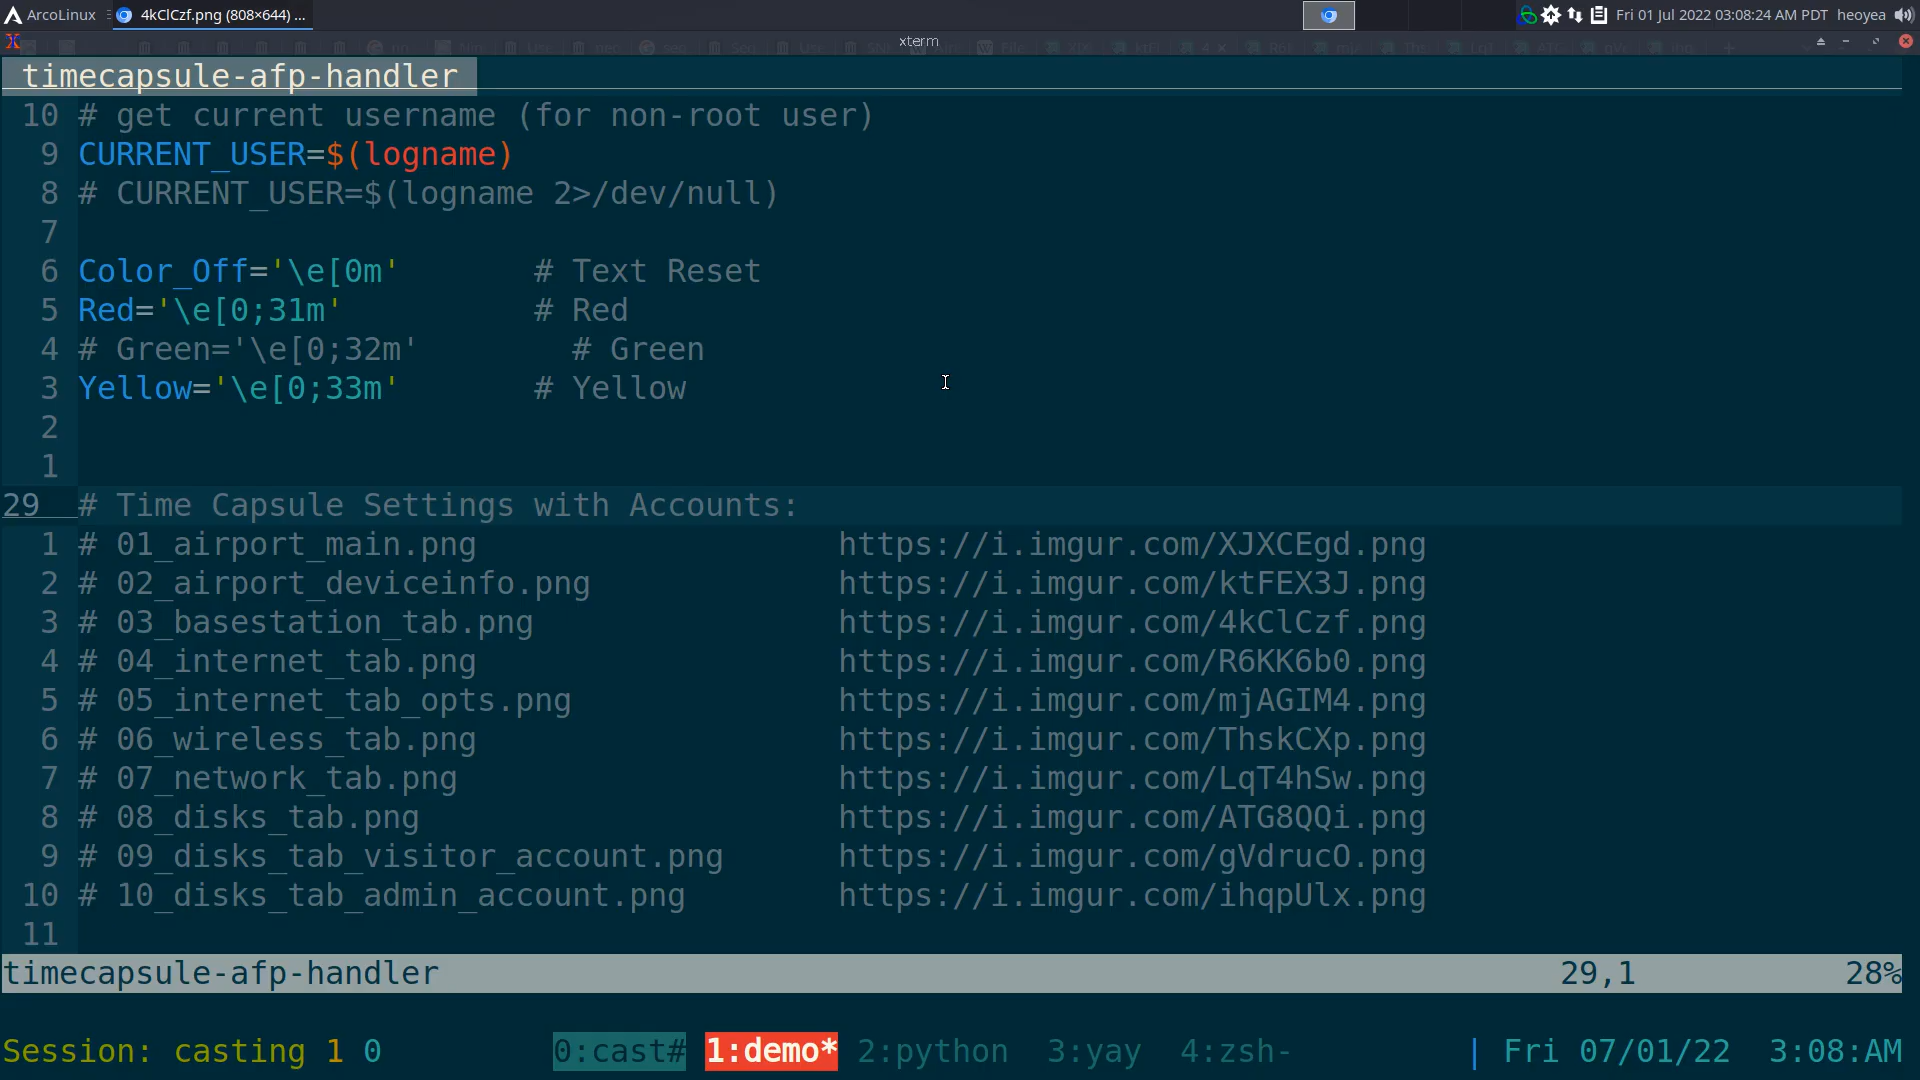 ArcoLinux 4kClCzf.png (808×644) ... Fri 01 Jul 2022 03:08:24 AM PDT heoyea
xterm
timecapsule-afp-handler
10 # get current username (for non-root user)
9 CURRENT_USER=$(logname)
8 # CURRENT_USER=$(logname 2>/dev/null)
7
6 Color_Off='\e[0m' # Text Reset
5 Red='\e[0;31m' # Red
4 # Green='\e[0;32m' # Green
3 Yellow='\e[0;33m' # Yellow
2
1
29 # Time Capsule Settings with Accounts:
1 # 01_airport_main.png https://i.imgur.com/XJXCEgd.png
2 # 02_airport_deviceinfo.png https://i.imgur.com/ktFEX3J.png
3 # 03_basestation_tab.png https://i.imgur.com/4kClCzf.png
4 # 04_internet_tab.png https://i.imgur.com/R6KK6b0.png
5 # 05_internet_tab_opts.png https://i.imgur.com/mjAGIM4.png
6 # 06_wireless_tab.png https://i.imgur.com/ThskCXp.png
7 # 07_network_tab.png https://i.imgur.com/LqT4hSw.png
8 # 08_disks_tab.png https://i.imgur.com/ATG8QQi.png
9 # 09_disks_tab_visitor_account.png https://i.imgur.com/gVdrucO.png
10 # 10_disks_tab_admin_account.png https://i.imgur.com/ihqpUlx.png
11
timecapsule-afp-handler 29,1 28%
Session: casting 1 0 0:cast# 1:demo* 2:python 3:yay 4:zsh- | Fri 07/01/22 3:08:AM